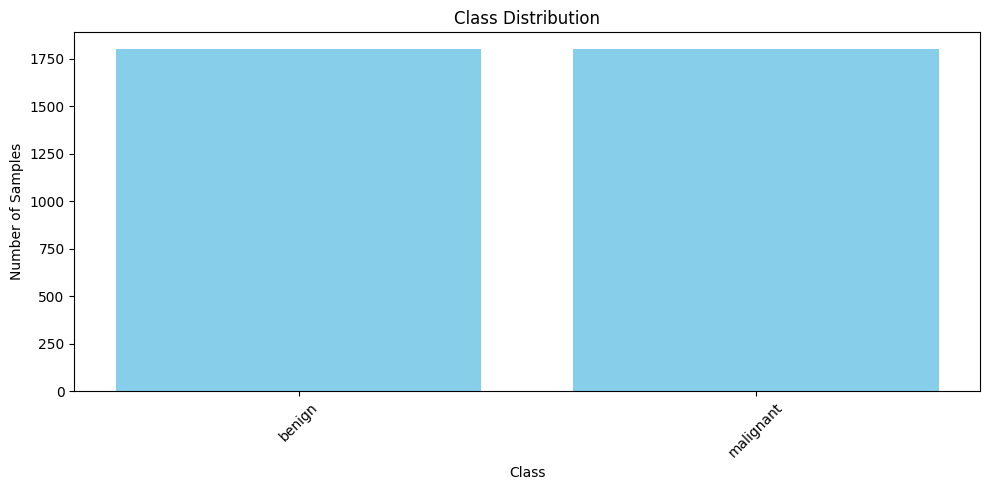 Class Distribution
Number of Samples
1750
1500
1250
1000
750
500
250
0
benign
malignant
Class